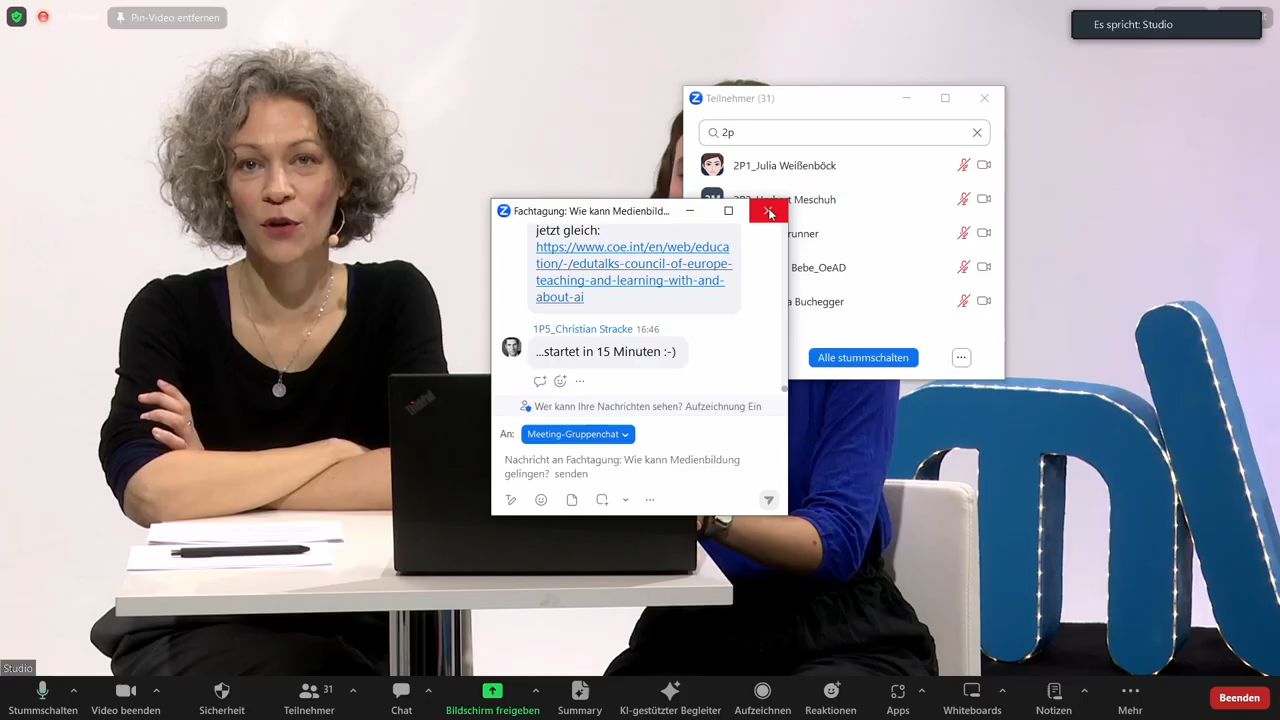 Pin-Video entfernen
Es spricht: Studio
Teilnehmer (31)
2p
2P1_Julia Weißenböck
Meschuh
Fachtagung: Wie kann Medienbild...
runner
jetzt gleich:
https://www.coe.int/en/web/educa
tion/-/edutalks-council-of-europe-
teaching-and-learning-with-and-
about-ai
Bebe_OeAD
a Buchegger
1P5_Christian Stracke 16:46
...startet in 15 Minuten :-)
Alle stummschalten
Wer kann Ihre Nachrichten sehen? Aufzeichnung Ein
An: Meeting-Gruppenchat
Nachricht an Fachtagung: Wie kann Medienbildung
gelingen? senden
ThinkPad
Studio
31
Stummschalten
Video beenden
Sicherheit
Teilnehmer
Chat
Bildschirm freigeben
Summary
KI-gestützter Begleiter
Aufzeichnen
Reaktionen
Apps
Whiteboards
Notizen
Mehr
Beenden